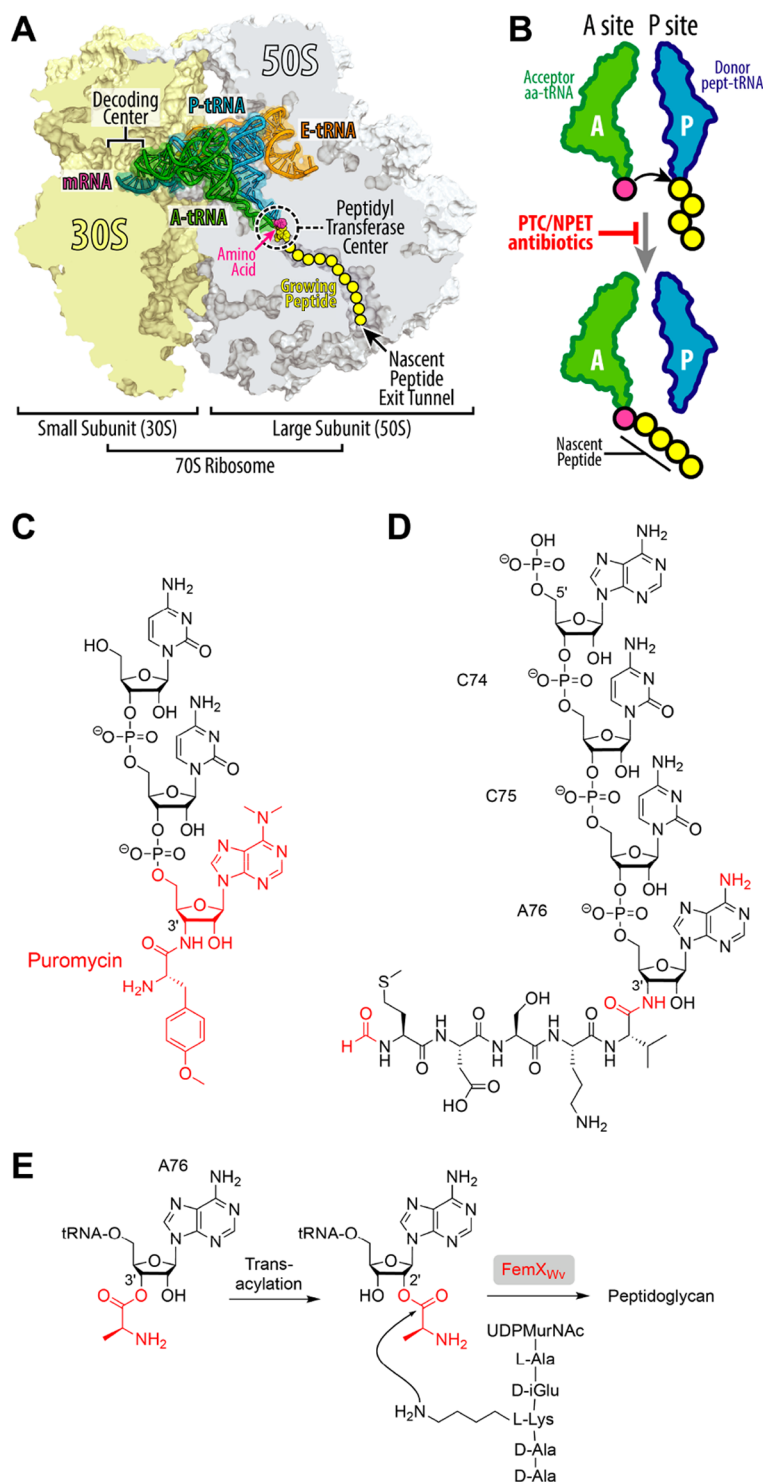 A
50S
Decoding
Center
P-tRNA
E-tRNA
mRNA
A-tRNA
30S
Peptidyl
Transferase
Center
Amino
Acid
Growing
Peptide
Nascent
Peptide
Exit Tunnel
Small Subunit (30S)
Large Subunit (50S)
70S Ribosome
B
A site
P site
Acceptor
aa-tRNA
Donor
pept-tRNA
A
P
PTC/NPET
antibiotics
A
P
Nascent
Peptide
C
NH₂
N
N
O
HO
O
OH
O
⊖O-P=O
O
NH₂
N
N
O
O
OH
O
⊖O-P=O
O
N
N
N
N
N
O
3'
NH
OH
O
Puromycin
H₂N
O
D
OH
⊖O-P=O
O
5'
NH₂
N
N
N
N
O
O
OH
C74
⊖O-P=O
O
NH₂
N
N
O
O
O
OH
C75
⊖O-P=O
O
NH₂
N
N
O
O
O
OH
A76
⊖O-P=O
O
NH₂
N
N
N
N
O
3'
NH
OH
O
S
H
O
N
H
O
H
N
O
HO
O
N
H
OH
O
H
N
NH₂
O
N
H
E
A76
NH₂
N
N
N
N
tRNA-O
O
3'
O
OH
O
NH₂
Trans-
acylation
NH₂
N
N
N
N
tRNA-O
O
2'
HO
O
O
NH₂
FemX_Wv
Peptidoglycan
UDPMurNAc
L-Ala
D-iGlu
H₂N
L-Lys
D-Ala
D-Ala